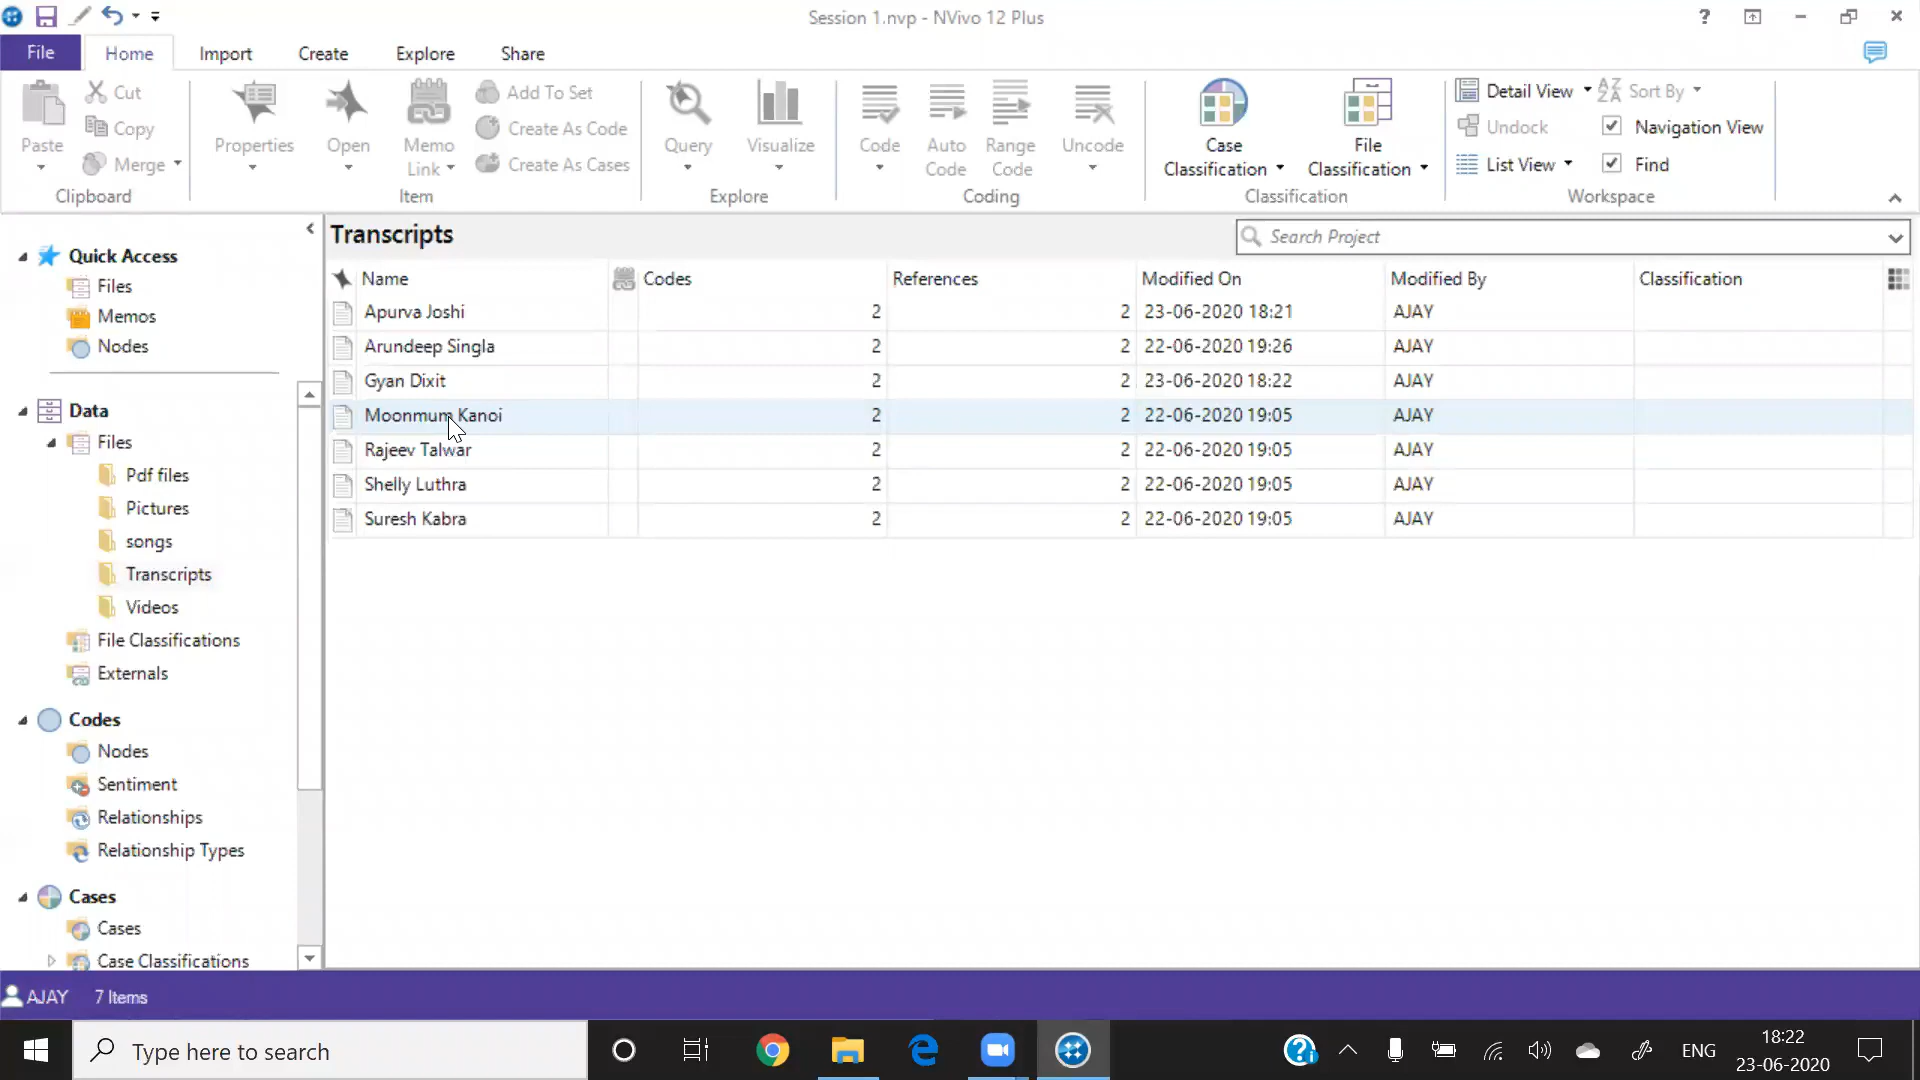 Session 1.nvp - NVivo 12 Plus
File Home Import Create Explore Share
Paste Cut Copy Merge
Clipboard
Properties Open Memo Link
Add To Set
Create As Code
Create As Cases
Item
Query Visualize
Explore
Code Auto Code Range Code Uncode
Coding
Case Classification File Classification
Classification
Detail View Sort By
Undock Navigation View
List View Find
Workspace
Quick Access
Files
Memos
Nodes
Data
Files
Pdf files
Pictures
songs
Transcripts
Videos
File Classifications
Externals
Codes
Nodes
Sentiment
Relationships
Relationship Types
Cases
Cases
Case Classifications
Transcripts
Search Project
Name Codes References Modified On Modified By Classification
Apurva Joshi 2 2 23-06-2020 18:21 AJAY
Arundeep Singla 2 2 22-06-2020 19:26 AJAY
Gyan Dixit 2 2 23-06-2020 18:22 AJAY
Moonmum Kanoi 2 2 22-06-2020 19:05 AJAY
Rajeev Talwar 2 2 22-06-2020 19:05 AJAY
Shelly Luthra 2 2 22-06-2020 19:05 AJAY
Suresh Kabra 2 2 22-06-2020 19:05 AJAY
AJAY 7 Items
Type here to search
ENG
18:22
23-06-2020